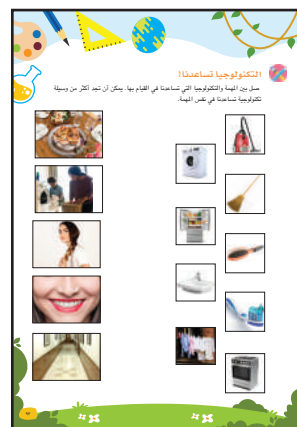 التكنولوجيا تساعدنا!
صل بين المهمة والتكنولوجيا التي تساعدنا في القيام بها. يمكن أن تجد أكثر من وسيلة
تكنولوجية تساعدنا في نفس المهمة.